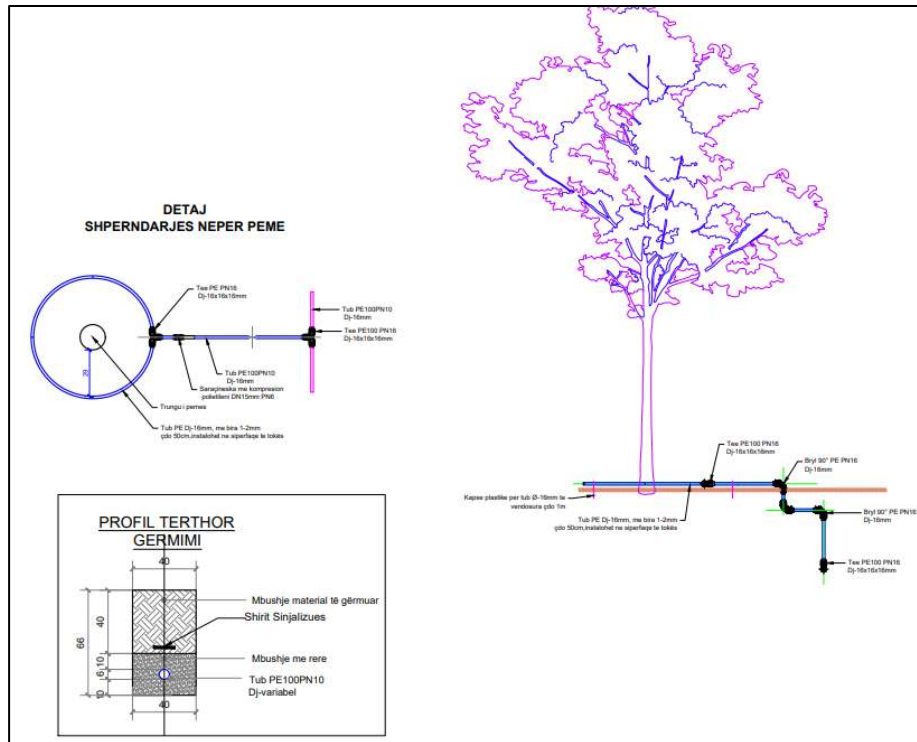 DETAJ
SHPERNDARJES NEPER PEME
Tee PE PN16
Dj-16x16x16mm
Tub PE100PN10
Dj-16mm
Tee PE100 PN16
Dj-16x16x16mm
Tub PE100PN10
Dj-16mm
Saraçineska me kompresion
polietileni DN15mm PN6
29
Trungu i pemes
Tub PE Dj-16mm, me bira 1-2mm
çdo 50cm,instalohet ne siperfaqe te tokës
Tee PE100 PN16
Dj-16x16x16mm
Bryl 90° PE PN16
Dj-16mm
Kapse plastike per tub Ø-16mm te
vendosura çdo 1m
Tub PE Dj-16mm, me bira 1-2mm
çdo 50cm,instalohet ne siperfaqe te tokës
Bryl 90° PE PN16
Dj-16mm
Tee PE100 PN16
Dj-16x16x16mm
PROFIL TERTHOR
GERMIMI
40
Mbushje material të gërmuar
Shirit Sinjalizues
66
40
10
6
10
Mbushje me rere
Tub PE100PN10
Dj-variabel
40